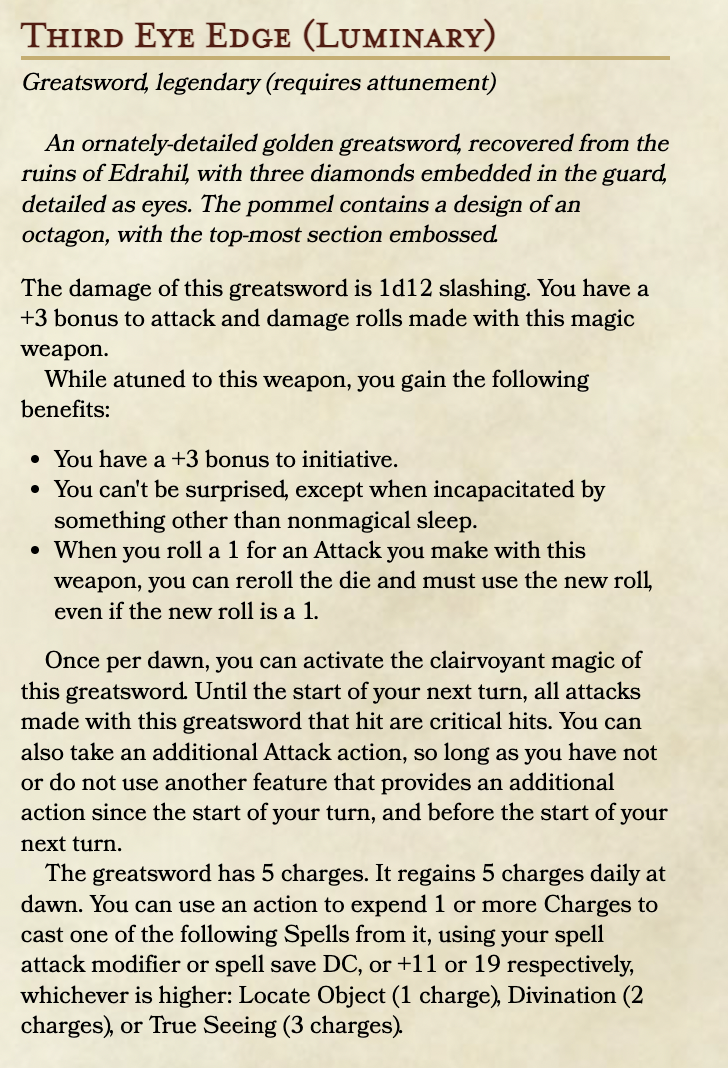 Third Eye Edge (Luminary)
Greatsword, legendary (requires attunement)
An ornately-detailed golden greatsword, recovered from the
ruins of Edrahil, with three diamonds embedded in the guard,
detailed as eyes. The pommel contains a design of an
octagon, with the top-most section embossed.
The damage of this greatsword is 1d12 slashing. You have a
+3 bonus to attack and damage rolls made with this magic
weapon.
While atuned to this weapon, you gain the following
benefits:
• You have a +3 bonus to initiative.
• You can't be surprised, except when incapacitated by
something other than nonmagical sleep.
• When you roll a 1 for an Attack you make with this
weapon, you can reroll the die and must use the new roll,
even if the new roll is a 1.
Once per dawn, you can activate the clairvoyant magic of
this greatsword. Until the start of your next turn, all attacks
made with this greatsword that hit are critical hits. You can
also take an additional Attack action, so long as you have not
or do not use another feature that provides an additional
action since the start of your turn, and before the start of your
next turn.
The greatsword has 5 charges. It regains 5 charges daily at
dawn. You can use an action to expend 1 or more Charges to
cast one of the following Spells from it, using your spell
attack modifier or spell save DC, or +11 or 19 respectively,
whichever is higher: Locate Object (1 charge), Divination (2
charges), or True Seeing (3 charges).